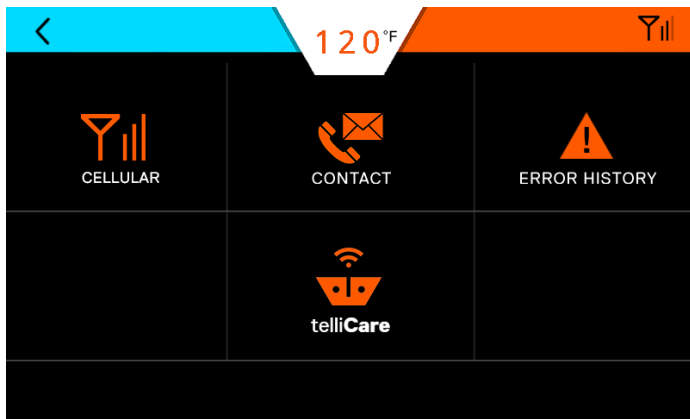 120°F
CELLULAR
CONTACT
ERROR HISTORY
telliCare